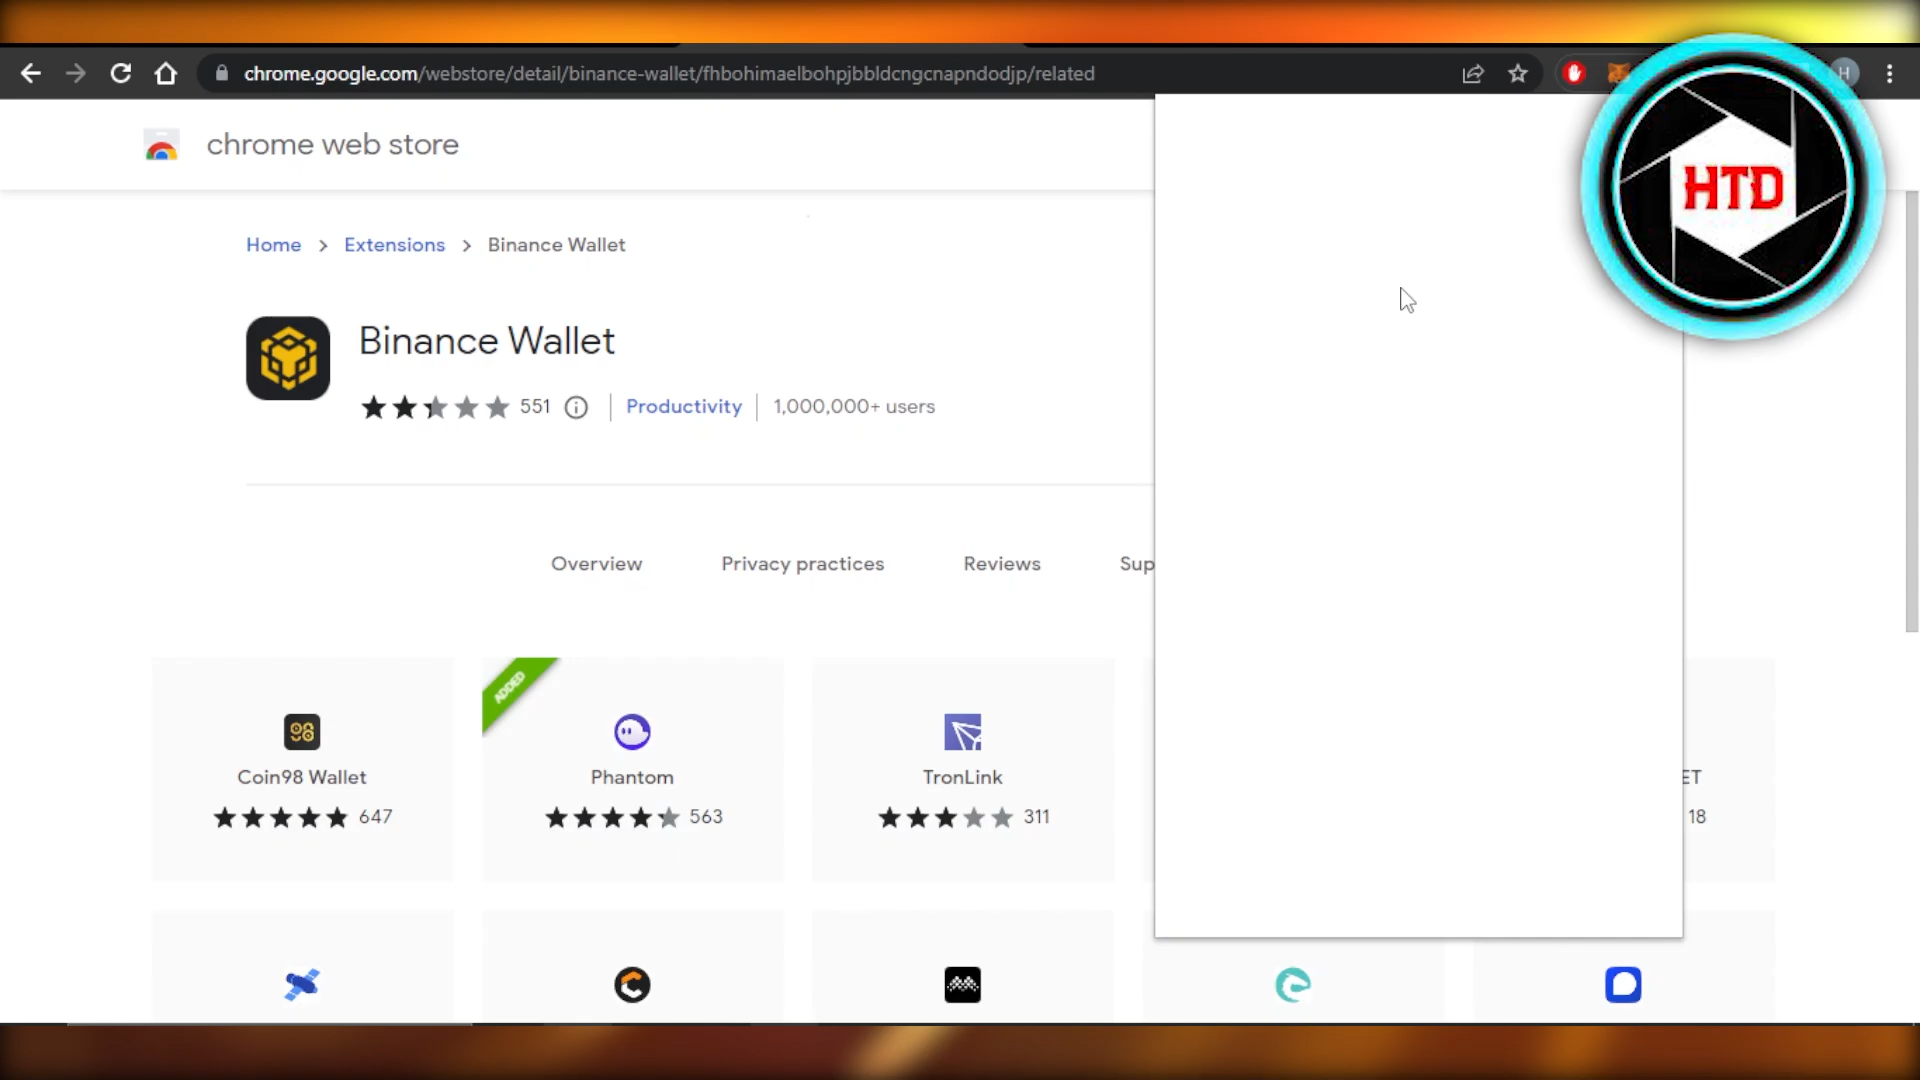 chrome.google.com/webstore/detail/binance-wallet/fhbohimaelbohpjbbldcngcnapndodjp/related
H
HTD
chrome web store
Home > Extensions > Binance Wallet
Binance Wallet
551 | Productivity | 1,000,000+ users
Overview Privacy practices Reviews Sup
ADDED
98
Coin98 Wallet Phantom TronLink ET
647 563 311 18